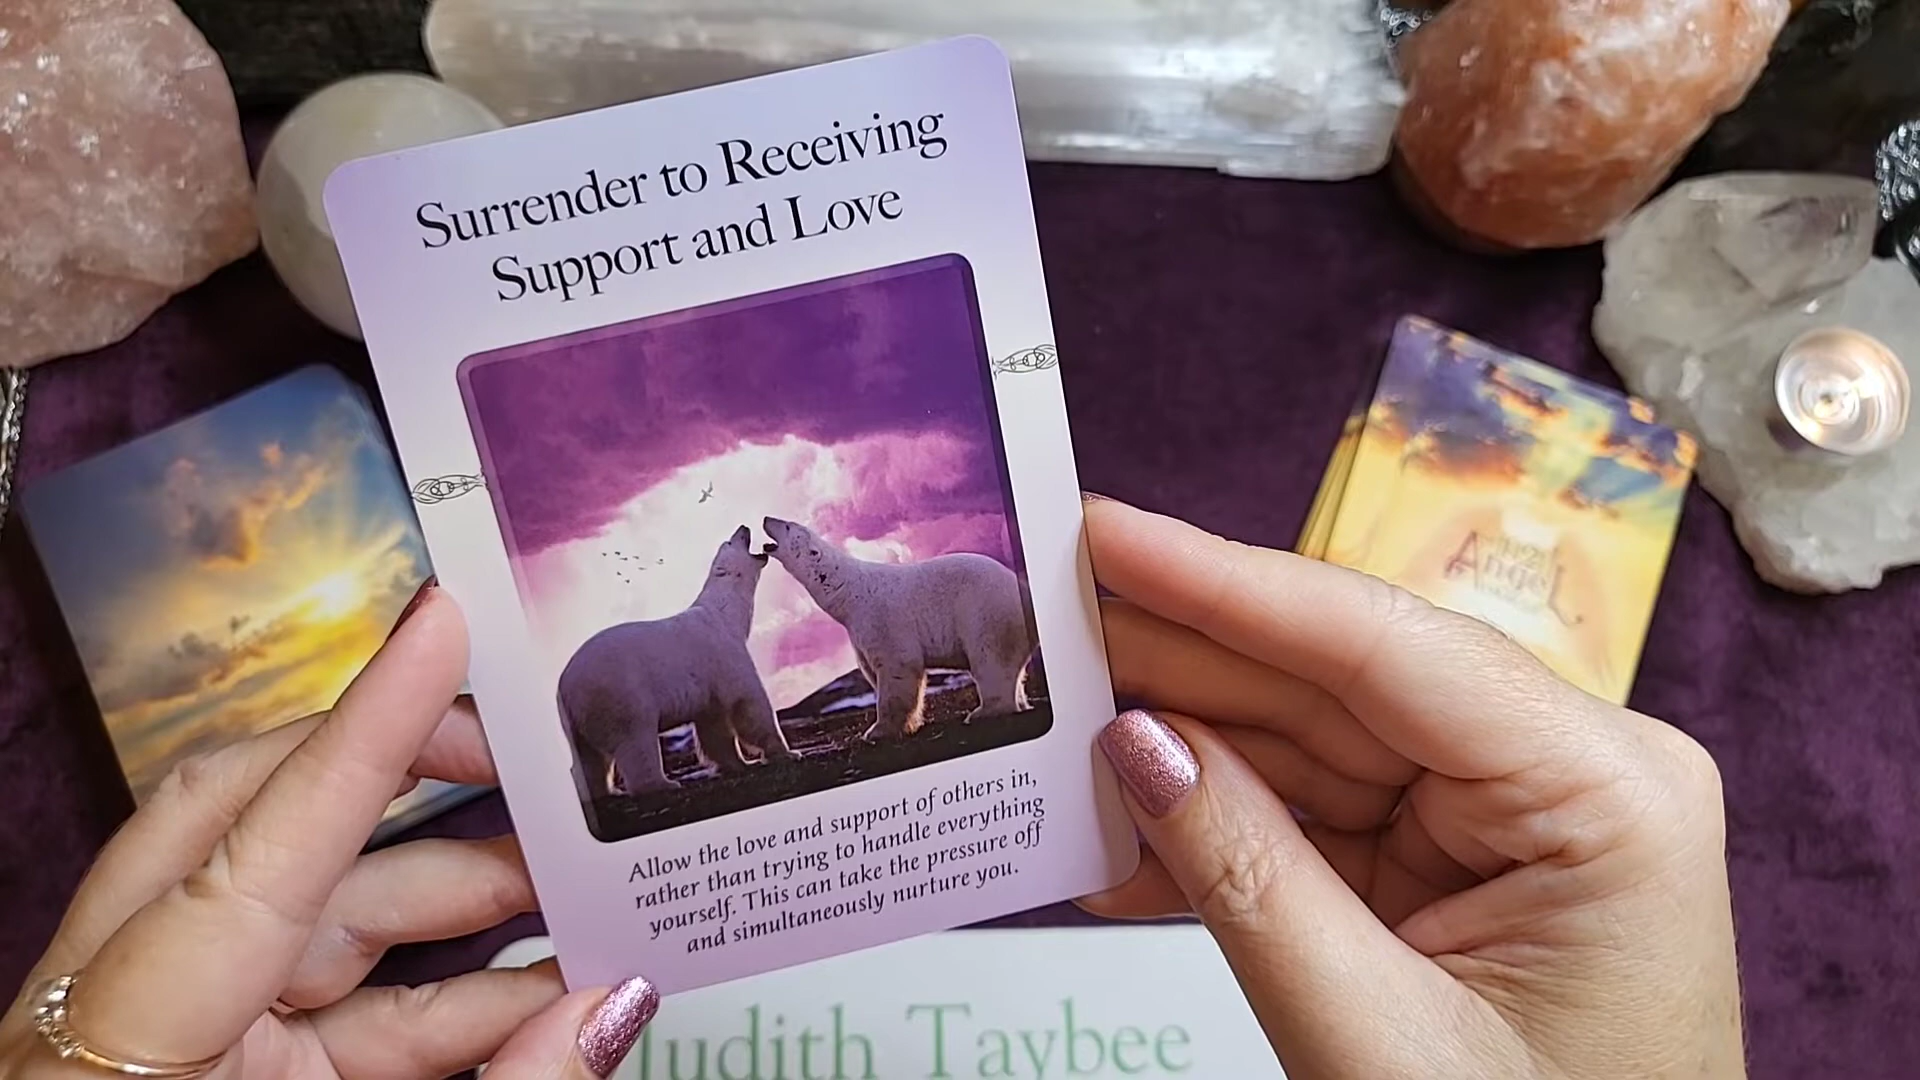 Surrender to Receiving
Support and Love
Allow the love and support of others in,
rather than trying to handle everything
yourself. This can take the pressure off
and simultaneously nurture you.
Angel
Judith Taybee